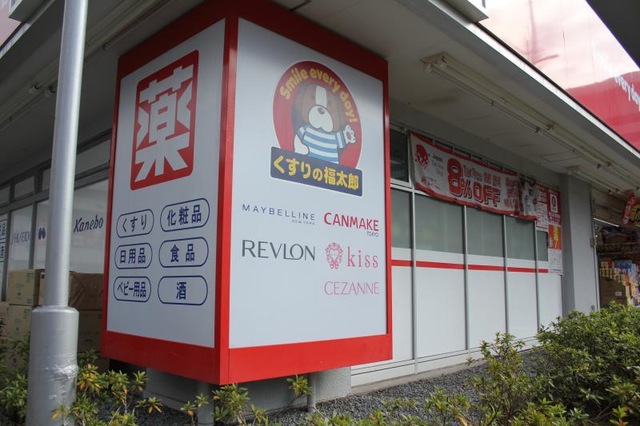 薬
くすり
化粧品
日用品
食品
ベビー用品
酒
Smile every day!
くすりの福太郎
MAYBELLINE
NEW YORK
CANMAKE
TOKYO
REVLON
kiss
CEZANNE
Kanebo
8%OFF